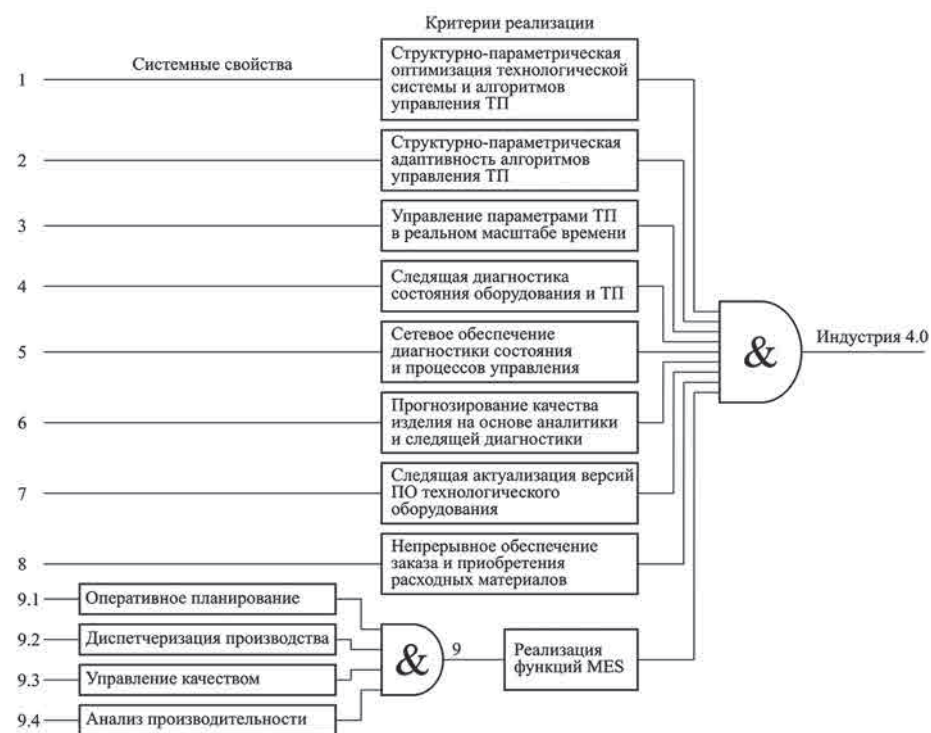 Критерии реализации
Системные свойства
1
Структурно-параметрическая
оптимизация технологической
системы и алгоритмов
управления ТП
2
Структурно-параметрическая
адаптивность алгоритмов
управления ТП
3
Управление параметрами ТП
в реальном масштабе времени
4
Следящая диагностика
состояния оборудования и ТП
5
Сетевое обеспечение
диагностики состояния
и процессов управления
&
Индустрия 4.0
6
Прогнозирование качества
изделия на основе аналитики
и следящей диагностики
7
Следящая актуализация версий
ПО технологического
оборудования
8
Непрерывное обеспечение
заказа и приобретения
расходных материалов
9.1
Оперативное планирование
9.2
Диспетчеризация производства
9.3
Управление качеством
9.4
Анализ производительности
&
9
Реализация
функций MES